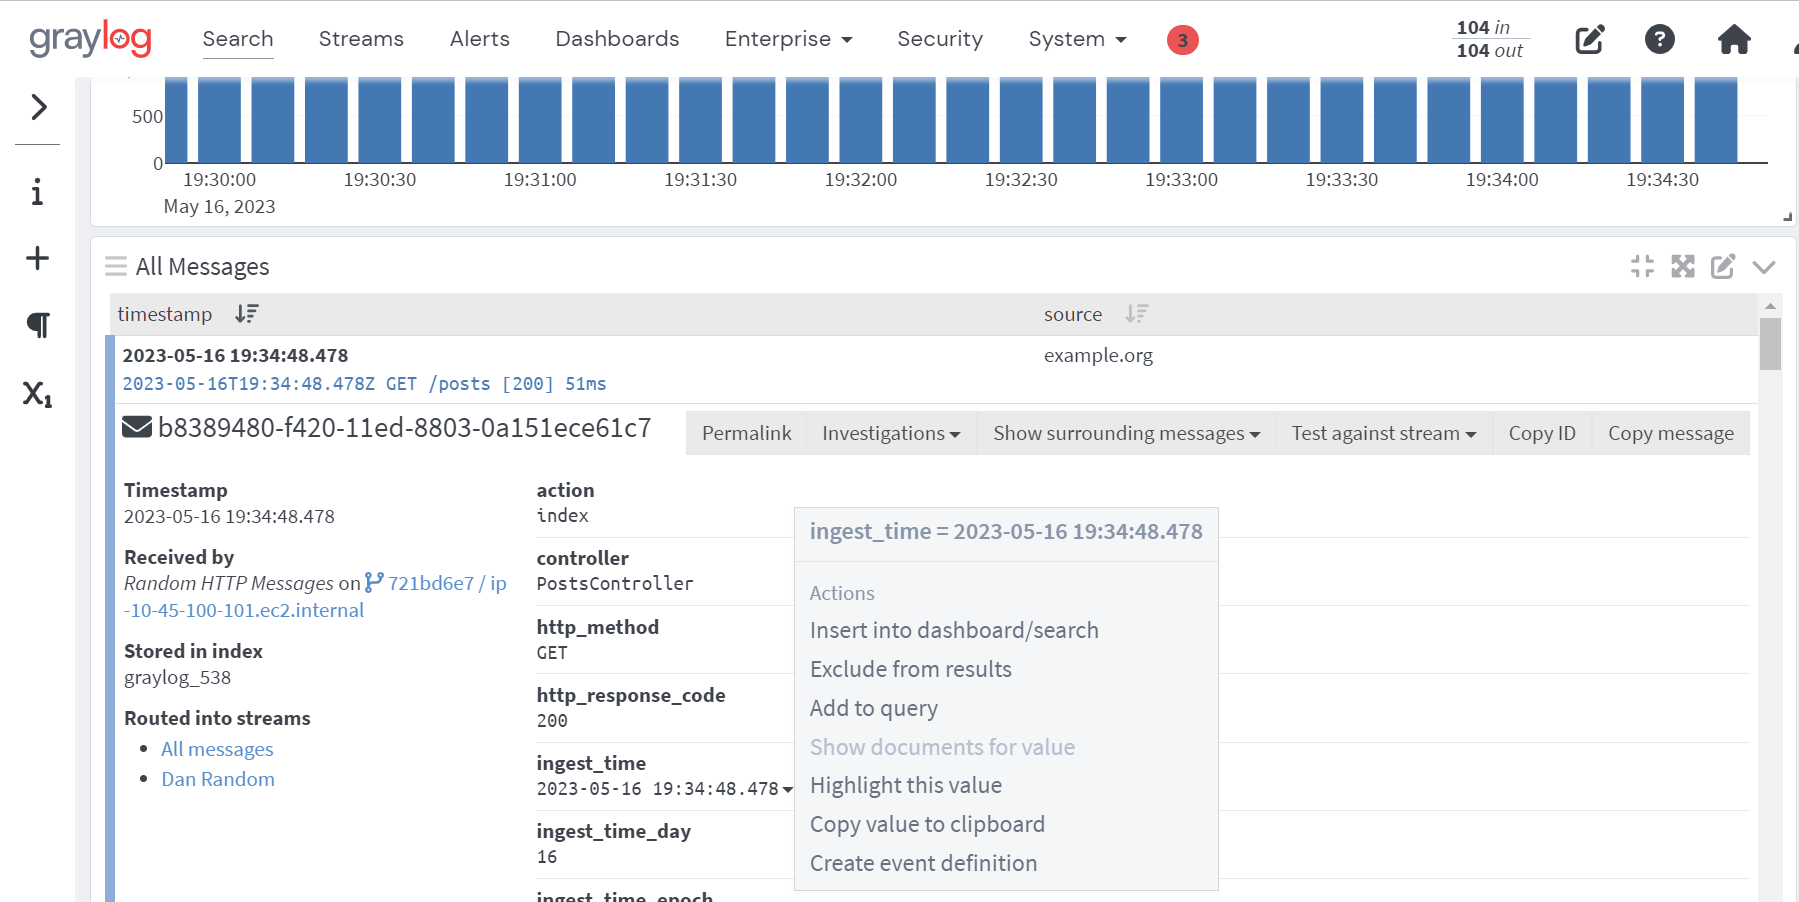 graylog
Search Streams Alerts Dashboards Enterprise Security System 3
104 in
104 out
?
500
0
19:30:00 19:30:30 19:31:00 19:31:30 19:32:00 19:32:30 19:33:00 19:33:30 19:34:00 19:34:30
May 16, 2023
All Messages
timestamp source
2023-05-16 19:34:48.478 example.org
2023-05-16T19:34:48.478Z GET /posts [200] 51ms
b8389480-f420-11ed-8803-0a151ece61c7
Permalink Investigations Show surrounding messages Test against stream Copy ID Copy message
Timestamp
2023-05-16 19:34:48.478
Received by
Random HTTP Messages on 721bd6e7 / ip
-10-45-100-101.ec2.internal
Stored in index
graylog_538
Routed into streams
All messages
Dan Random
action
index
controller
PostsController
http_method
GET
http_response_code
200
ingest_time
2023-05-16 19:34:48.478
ingest_time_day
16
ingest_time_epoch
ingest_time = 2023-05-16 19:34:48.478
Actions
Insert into dashboard/search
Exclude from results
Add to query
Show documents for value
Highlight this value
Copy value to clipboard
Create event definition